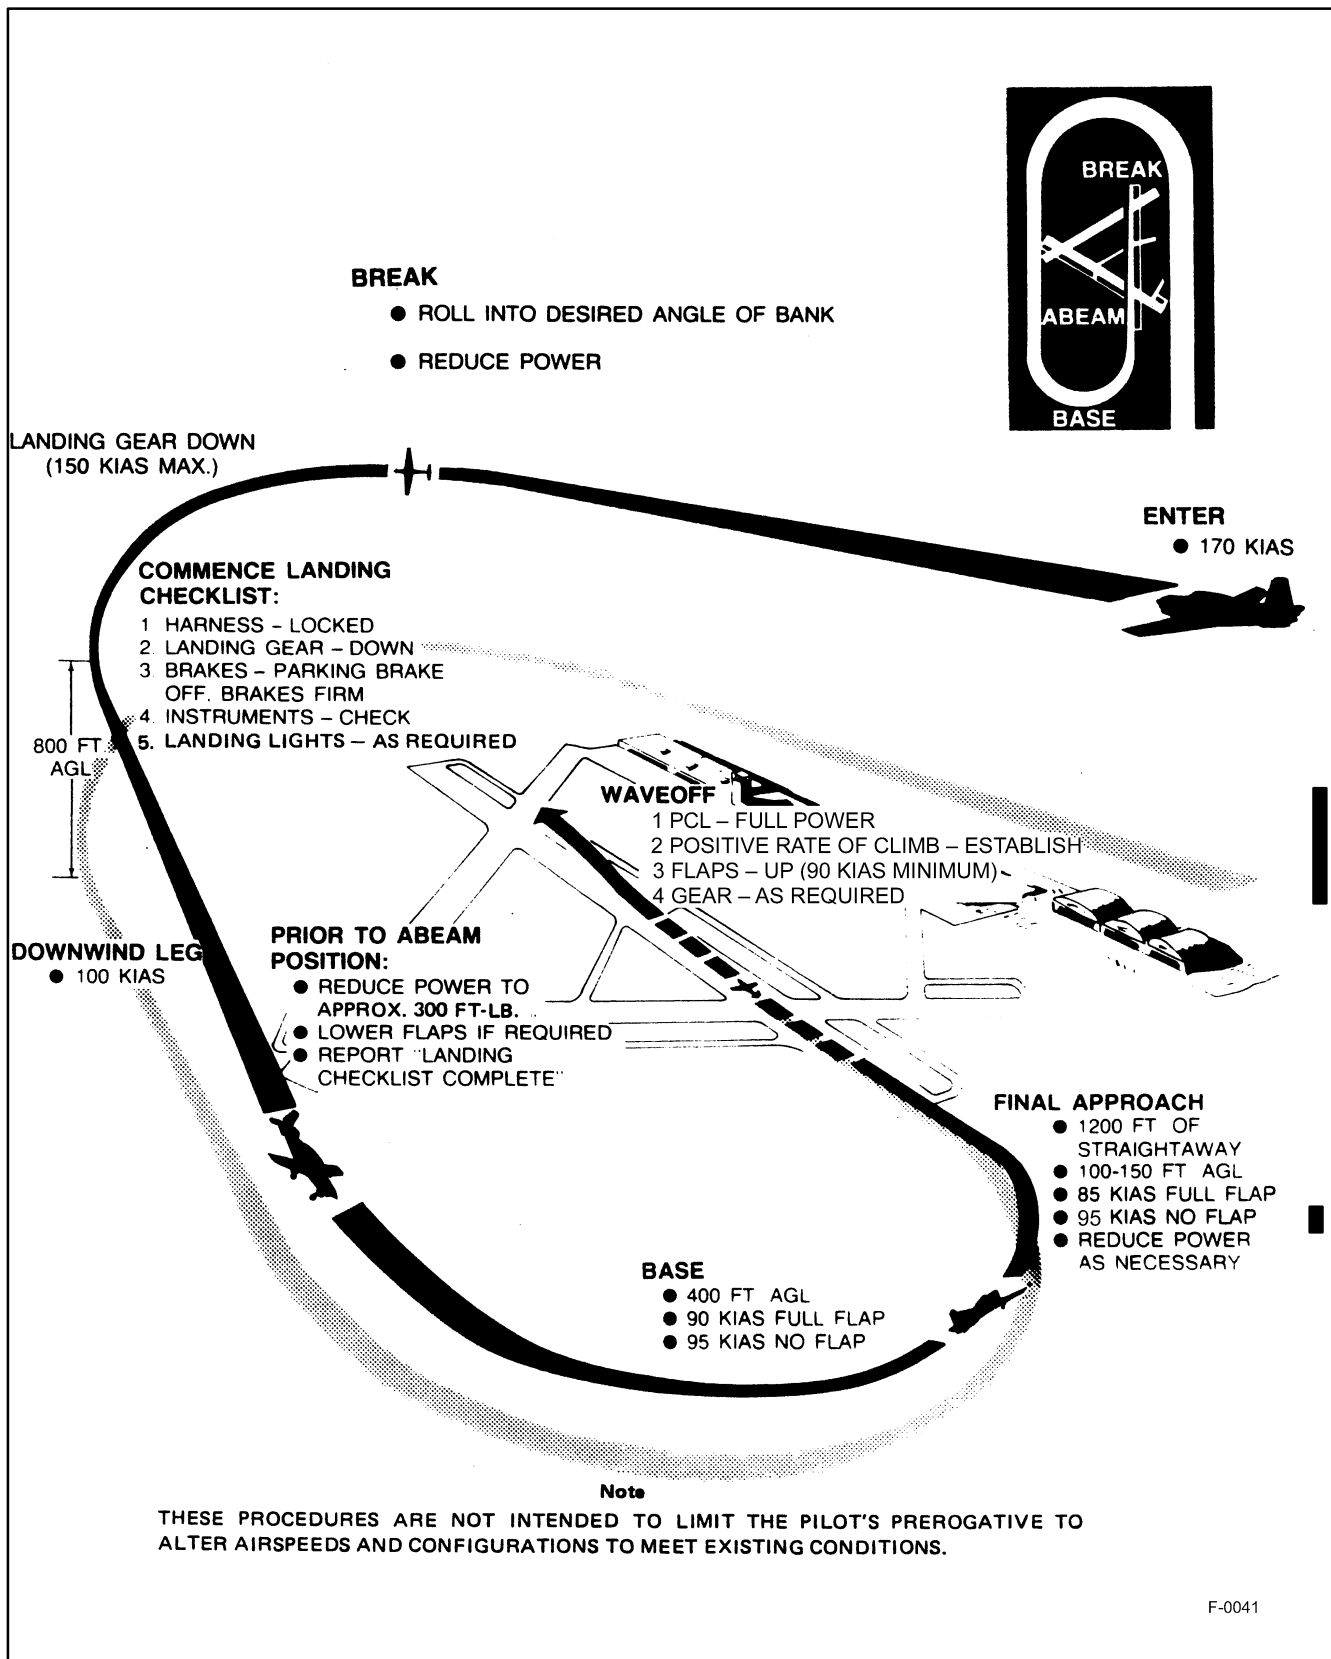 BREAK
ABEAM
BASE
BREAK
● ROLL INTO DESIRED ANGLE OF BANK
● REDUCE POWER
LANDING GEAR DOWN
(150 KIAS MAX.)
ENTER
● 170 KIAS
COMMENCE LANDING
CHECKLIST:
1 HARNESS – LOCKED
2. LANDING GEAR – DOWN
3. BRAKES – PARKING BRAKE
OFF. BRAKES FIRM
4. INSTRUMENTS – CHECK
5. LANDING LIGHTS – AS REQUIRED
800 FT
AGL
WAVEOFF
1 PCL – FULL POWER
2 POSITIVE RATE OF CLIMB – ESTABLISH
3 FLAPS – UP (90 KIAS MINIMUM)
4 GEAR – AS REQUIRED
DOWNWIND LEG
● 100 KIAS
PRIOR TO ABEAM
POSITION:
● REDUCE POWER TO
APPROX. 300 FT-LB.
● LOWER FLAPS IF REQUIRED
● REPORT "LANDING
CHECKLIST COMPLETE"
FINAL APPROACH
● 1200 FT OF
STRAIGHTAWAY
● 100-150 FT AGL
● 85 KIAS FULL FLAP
● 95 KIAS NO FLAP
● REDUCE POWER
AS NECESSARY
BASE
● 400 FT AGL
● 90 KIAS FULL FLAP
● 95 KIAS NO FLAP
Note
THESE PROCEDURES ARE NOT INTENDED TO LIMIT THE PILOT'S PREROGATIVE TO
ALTER AIRSPEEDS AND CONFIGURATIONS TO MEET EXISTING CONDITIONS.
F-0041